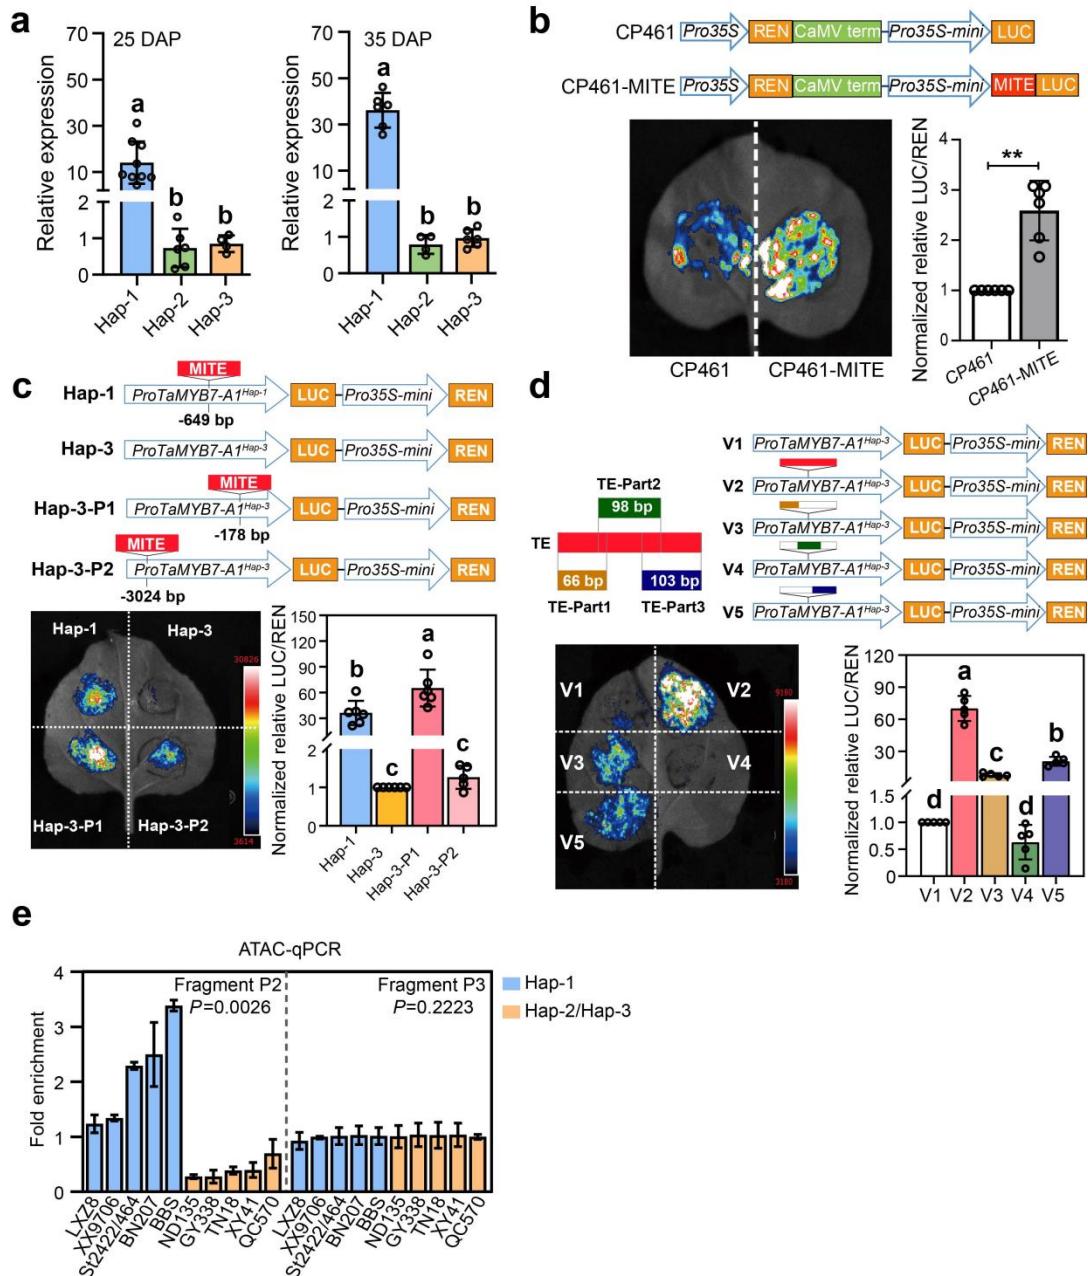 a
25 DAP
35 DAP
Relative expression
70
50
30
10
2
1
0
a
b
b
Hap-1
Hap-2
Hap-3
Relative expression
70
50
30
10
2
1
0
a
b
b
Hap-1
Hap-2
Hap-3
b
CP461 Pro35S REN CaMV term Pro35S-mini LUC
CP461-MITE Pro35S REN CaMV term Pro35S-mini MITE LUC
CP461
CP461-MITE
Normalized relative LUC/REN
4
3
2
1
0
**
CP461
CP461-MITE
c
MITE
Hap-1 ProTaMYB7-A1Hap-1 LUC Pro35S-mini REN
-649 bp
Hap-3 ProTaMYB7-A1Hap-3 LUC Pro35S-mini REN
MITE
Hap-3-P1 ProTaMYB7-A1Hap-3 LUC Pro35S-mini REN
-178 bp
MITE
Hap-3-P2 ProTaMYB7-A1Hap-3 LUC Pro35S-mini REN
-3024 bp
Hap-1
Hap-3
Hap-3-P1
Hap-3-P2
30826
3614
Normalized relative LUC/REN
150
120
90
60
30
2
1
0
b
c
a
c
Hap-1
Hap-3
Hap-3-P1
Hap-3-P2
d
TE-Part2
98 bp
TE
66 bp
103 bp
TE-Part1
TE-Part3
V1 ProTaMYB7-A1Hap-3 LUC Pro35S-mini REN
V2 ProTaMYB7-A1Hap-3 LUC Pro35S-mini REN
V3 ProTaMYB7-A1Hap-3 LUC Pro35S-mini REN
V4 ProTaMYB7-A1Hap-3 LUC Pro35S-mini REN
V5 ProTaMYB7-A1Hap-3 LUC Pro35S-mini REN
V1
V2
V3
V4
V5
9180
3180
Normalized relative LUC/REN
120
90
60
30
1.5
1.0
0.5
0
d
a
c
d
b
V1
V2
V3
V4
V5
e
ATAC-qPCR
Fragment P2
P=0.0026
Fragment P3
P=0.2223
Hap-1
Hap-2/Hap-3
Fold enrichment
4
3
2
1
0
LXZ8
XX9706
St2422/464
BN207
BBS
ND135
GY338
TN18
XY41
QC570
LXZ8
XX9706
St2422/464
BN207
BBS
ND135
GY338
TN18
XY41
QC570